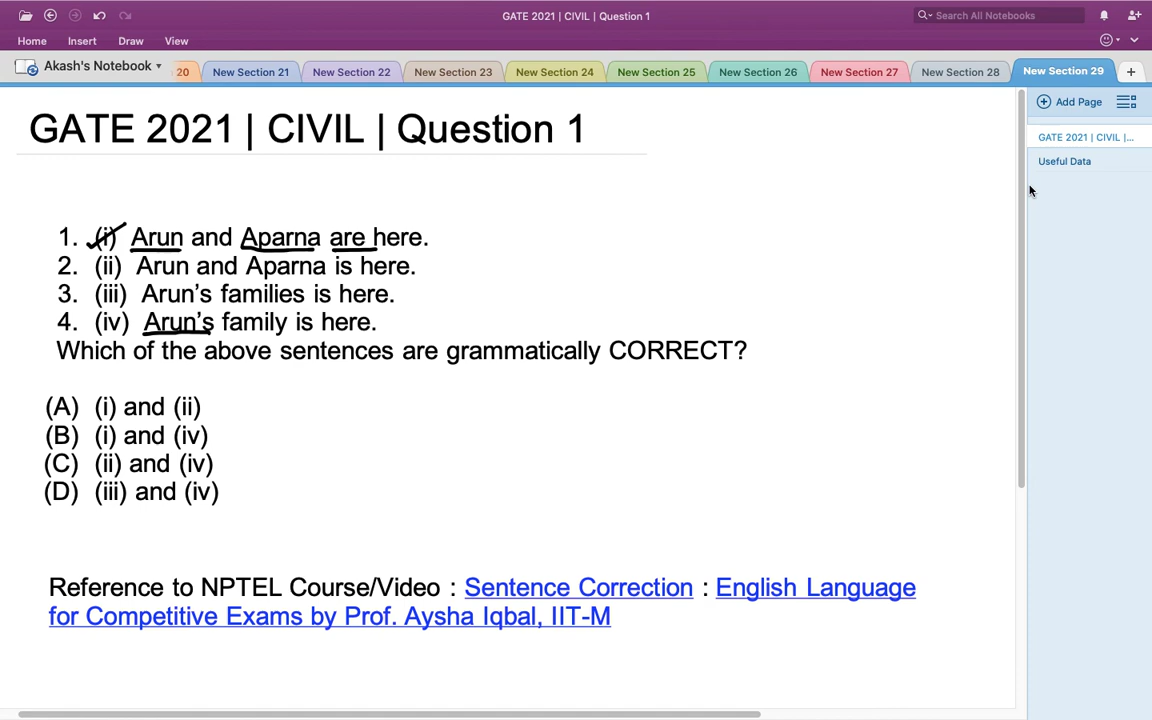 GATE 2021 | CIVIL | Question 1
Search All Notebooks
Home Insert Draw View
Akash's Notebook
20 New Section 21 New Section 22 New Section 23 New Section 24 New Section 25 New Section 26 New Section 27 New Section 28 New Section 29 +
Add Page
GATE 2021 | CIVIL |...
Useful Data
GATE 2021 | CIVIL | Question 1
1. (i) Arun and Aparna are here.
2. (ii) Arun and Aparna is here.
3. (iii) Arun’s families is here.
4. (iv) Arun’s family is here.
Which of the above sentences are grammatically CORRECT?
(A) (i) and (ii)
(B) (i) and (iv)
(C) (ii) and (iv)
(D) (iii) and (iv)
Reference to NPTEL Course/Video : Sentence Correction : English Language
for Competitive Exams by Prof. Aysha Iqbal, IIT-M